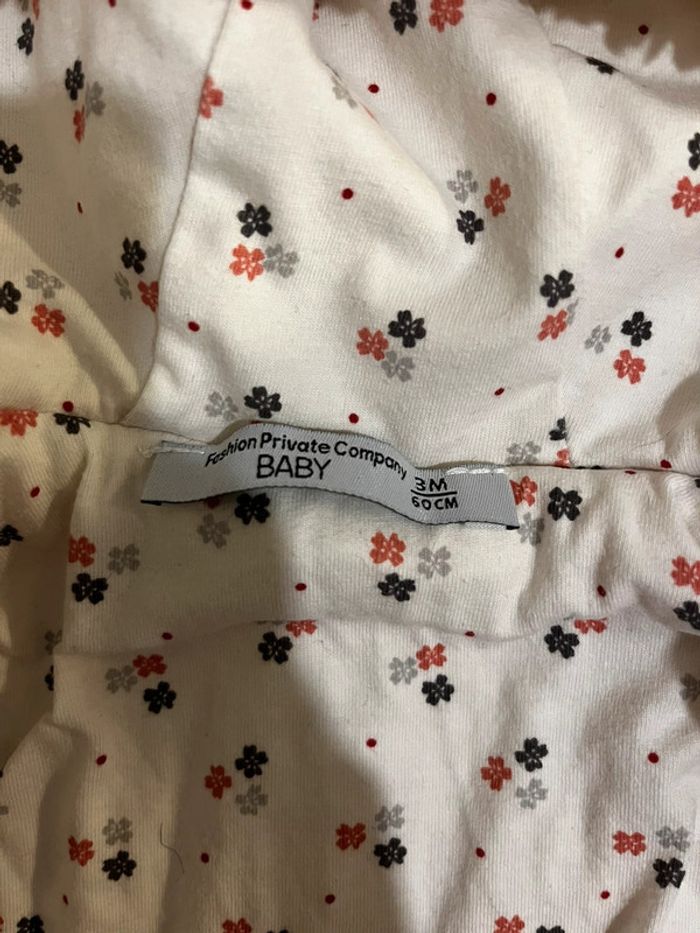 Fashion Private Company
BABY
3M
60CM